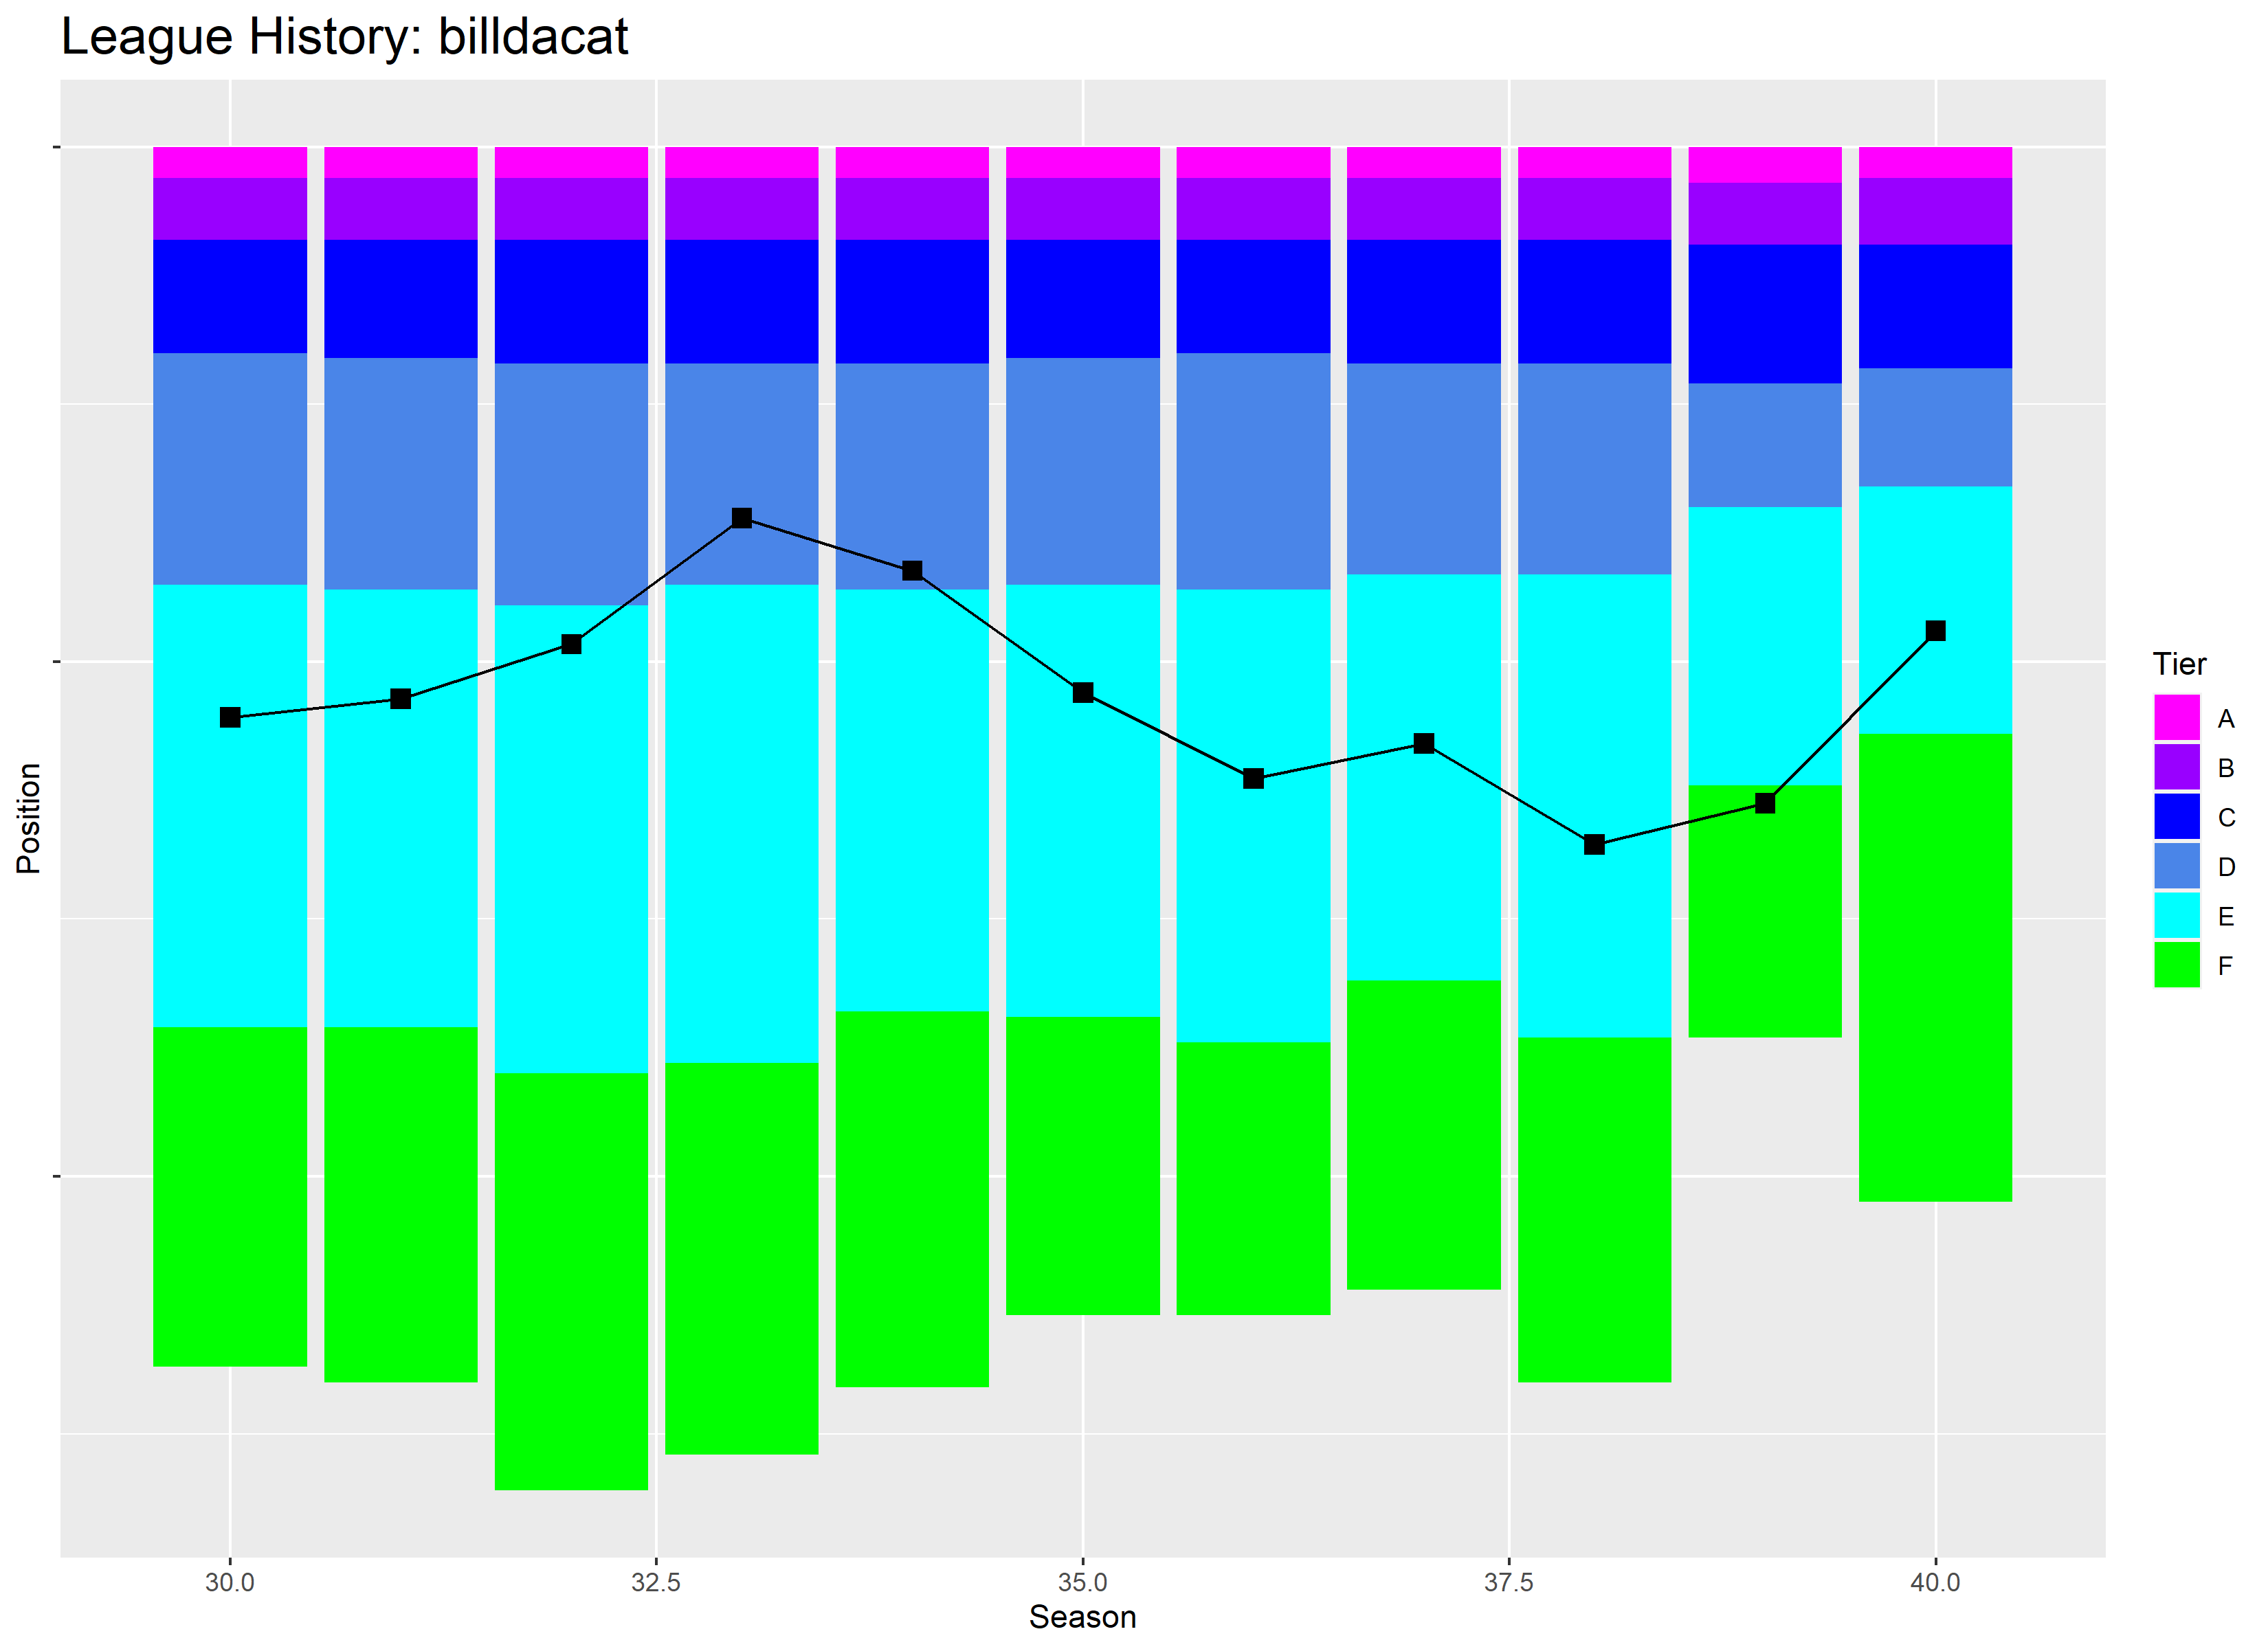 League History: billdacat
Position
Tier
A
B
C
D
E
F
30.0
32.5
35.0
37.5
40.0
Season